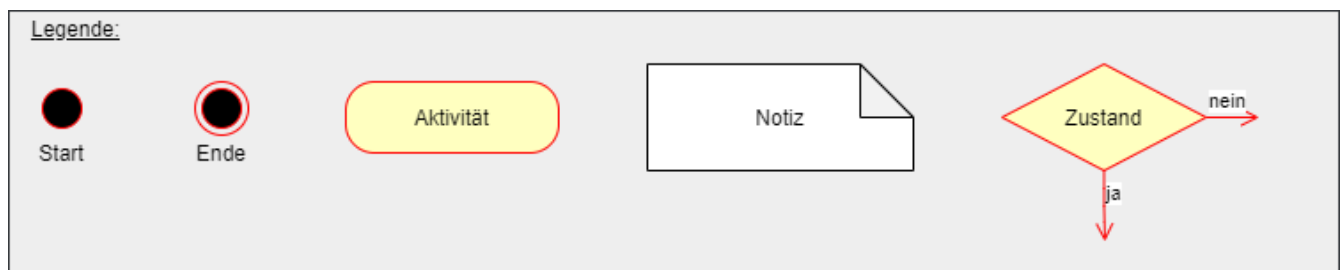 Legende:
Start
Ende
Aktivität
Notiz
Zustand
nein
ja